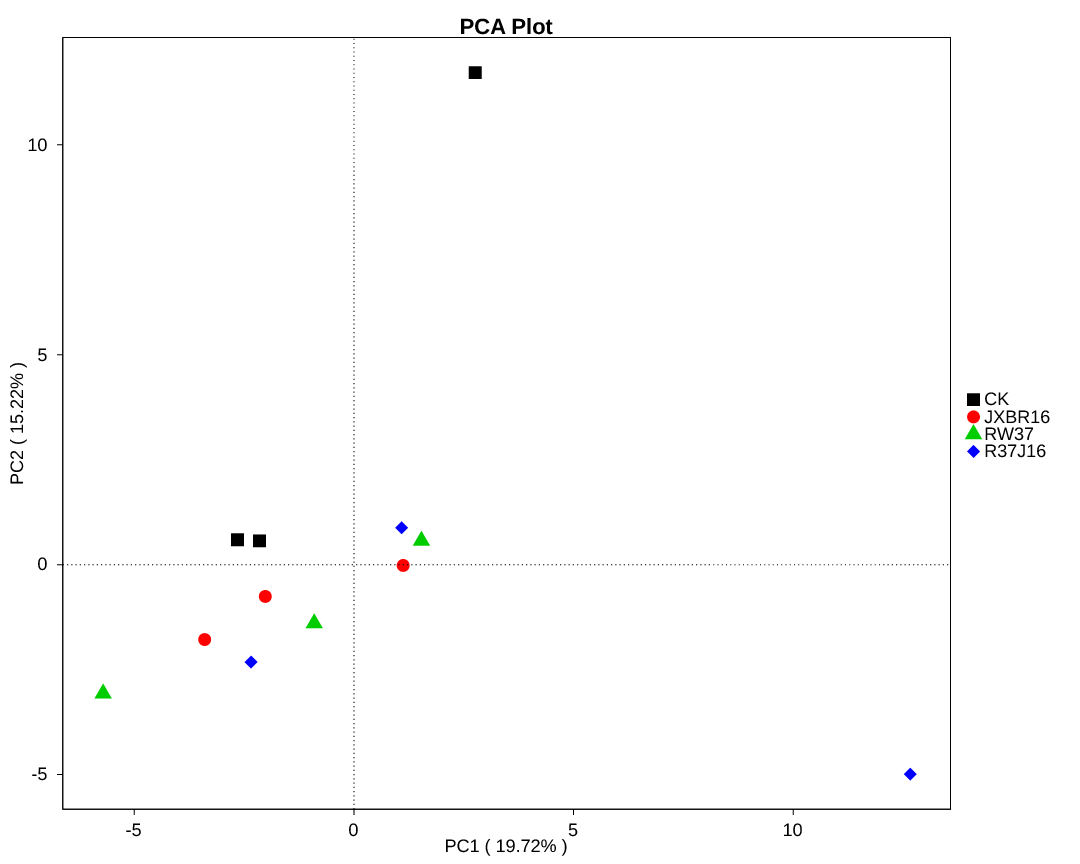 PCA Plot
10
5
0
-5
PC2 ( 15.22% )
-5
0
5
10
PC1 ( 19.72% )
CK
JXBR16
RW37
R37J16